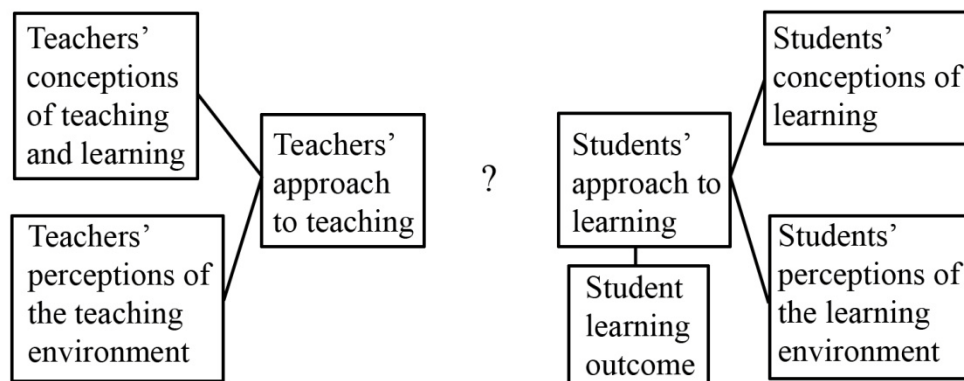 Teachers’
conceptions
of teaching
and learning
Teachers’
perceptions of
the teaching
environment
Teachers’
approach
to teaching
?
Students’
approach to
learning
Student
learning
outcome
Students’
conceptions of
learning
Students’
perceptions of
the learning
environment